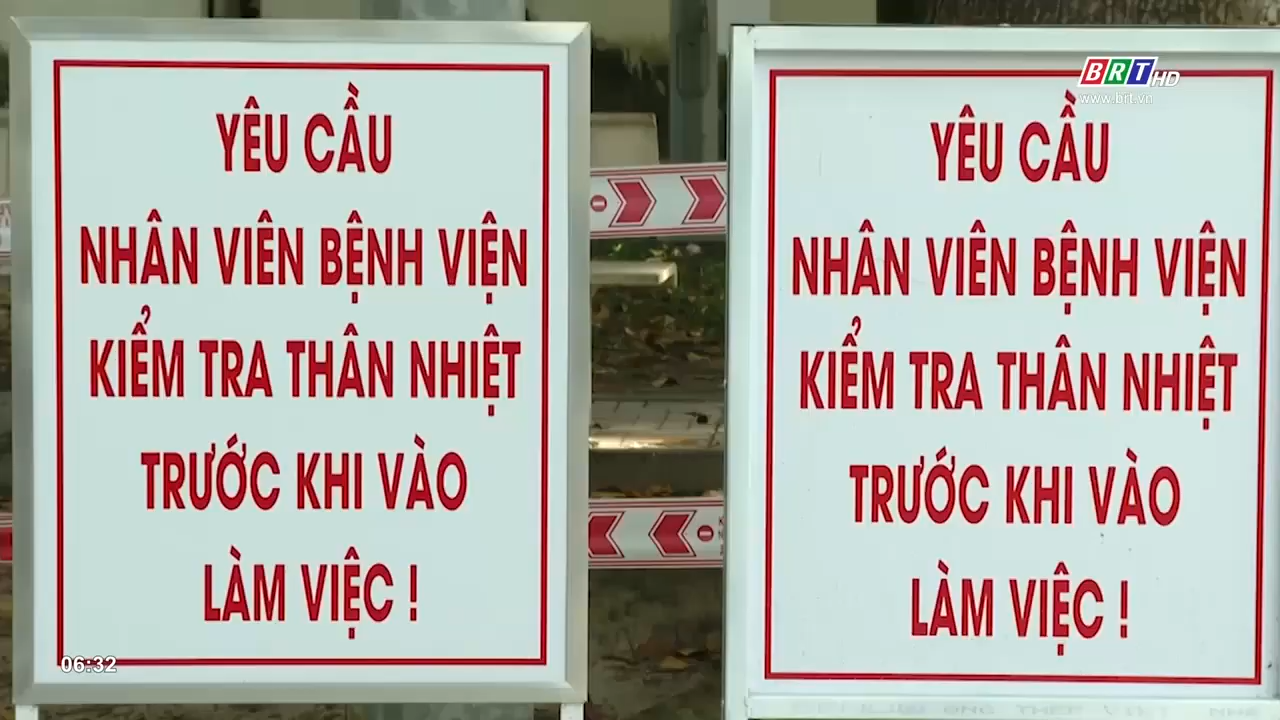 YÊU CẦU
NHÂN VIÊN BỆNH VIỆN
KIỂM TRA THÂN NHIỆT
TRƯỚC KHI VÀO
LÀM VIỆC !
06:32
BRT HD
www.brt.vn
YÊU CẦU
NHÂN VIÊN BỆNH VIỆN
KIỂM TRA THÂN NHIỆT
TRƯỚC KHI VÀO
LÀM VIỆC !